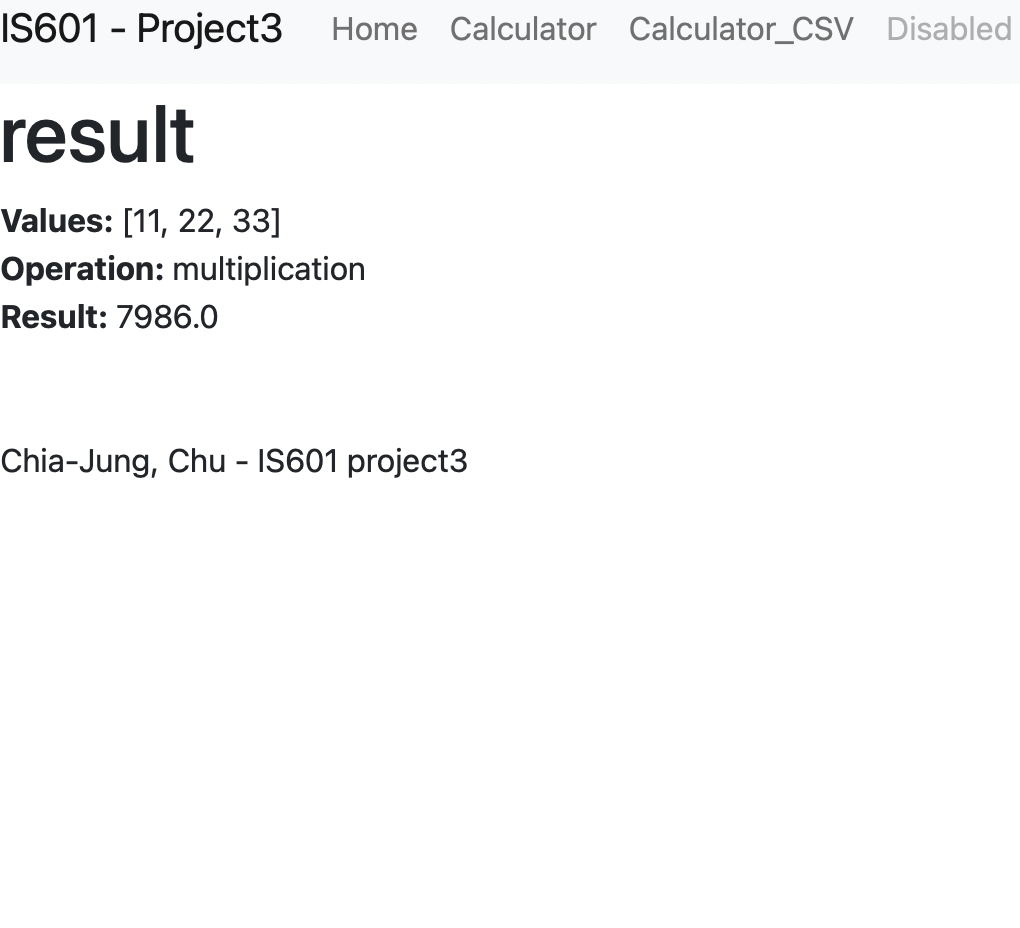 IS601 - Project3 Home Calculator Calculator_CSV Disabled
result
Values: [11, 22, 33]
Operation: multiplication
Result: 7986.0
Chia-Jung, Chu - IS601 project3